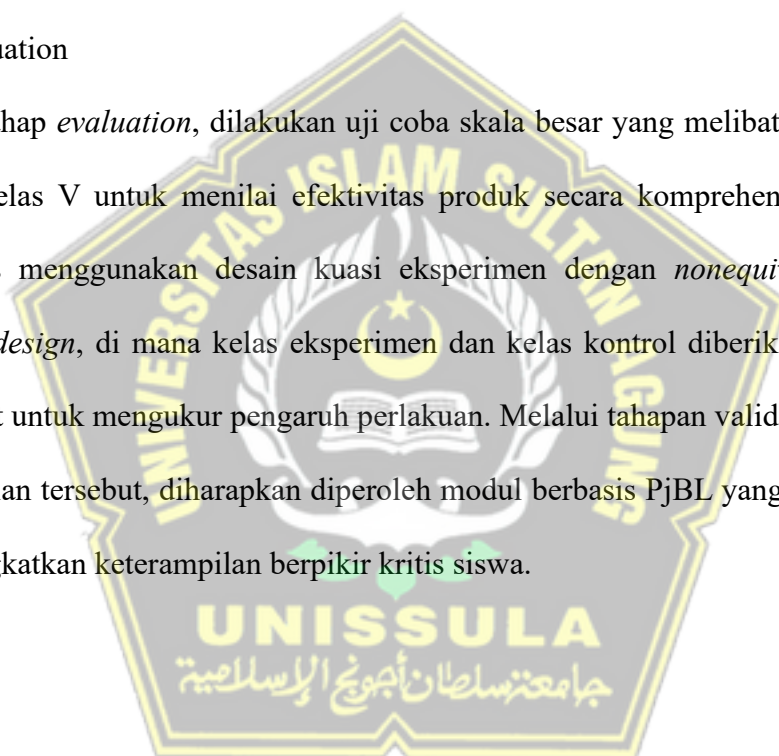 uation
hap evaluation, dilakukan uji coba skala besar yang melibat
elas V untuk menilai efektivitas produk secara komprehen
menggunakan desain kuasi eksperimen dengan nonequi
design, di mana kelas eksperimen dan kelas kontrol diberik
t untuk mengukur pengaruh perlakuan. Melalui tahapan valid
an tersebut, diharapkan diperoleh modul berbasis PjBL yang
gkatkan keterampilan berpikir kritis siswa.
UNIVERSITAS ISLAM SULTAN AGUNG
UNISSULA
جامعتنسلطان أجونج الإسلامية